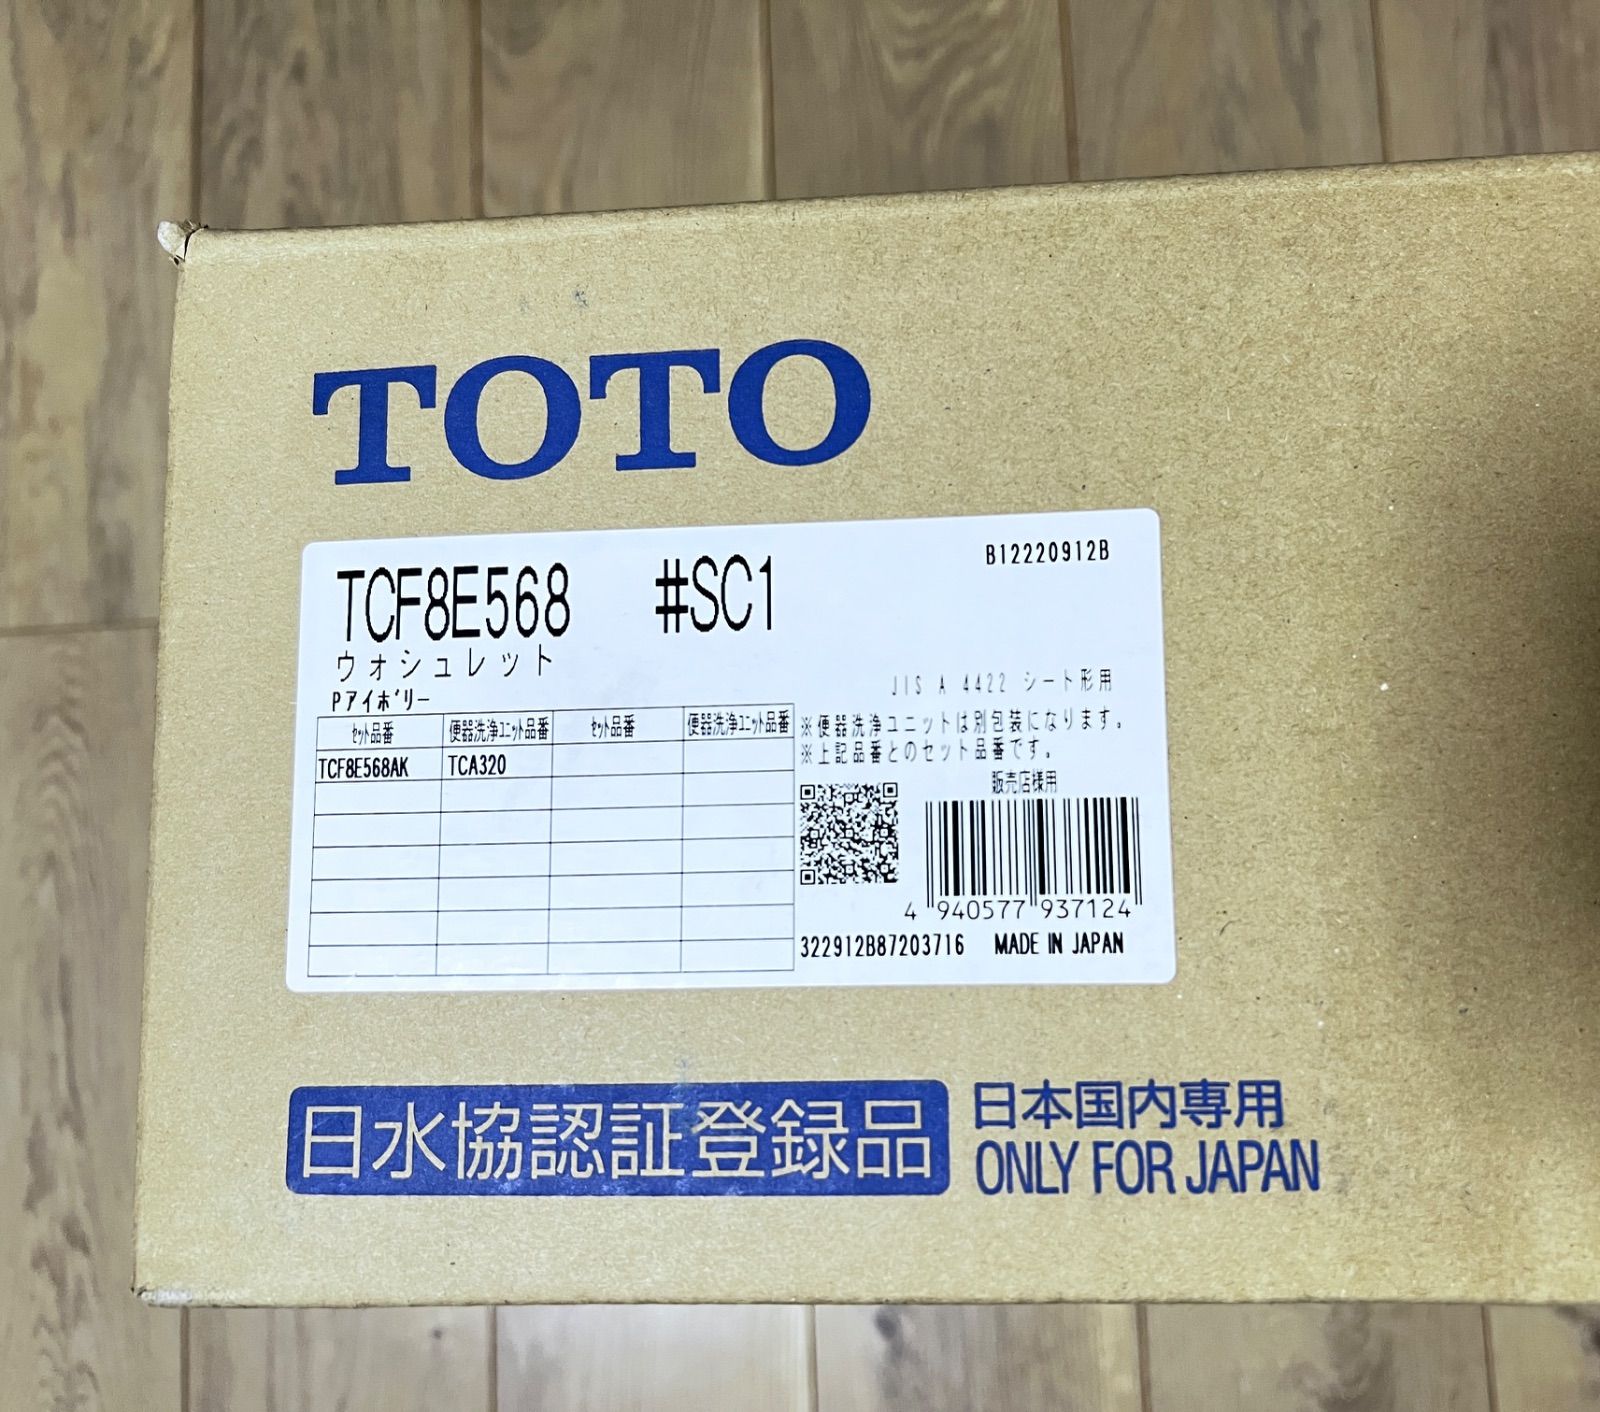 TOTO
TCF8E568 #SC1
B12220912B
ウォシュレット
Pアイボリー
JIS A 4422 シート形用
セット品番 便器洗浄ユニット品番 セット品番 便器洗浄ユニット品番
TCF8E568AK TCA320
※便器洗浄ユニットは別包装になります。
※上記品番とのセット品番です。
販売店様用
4 940577 937124
322912B87203716 MADE IN JAPAN
日水協認証登録品
日本国内専用
ONLY FOR JAPAN